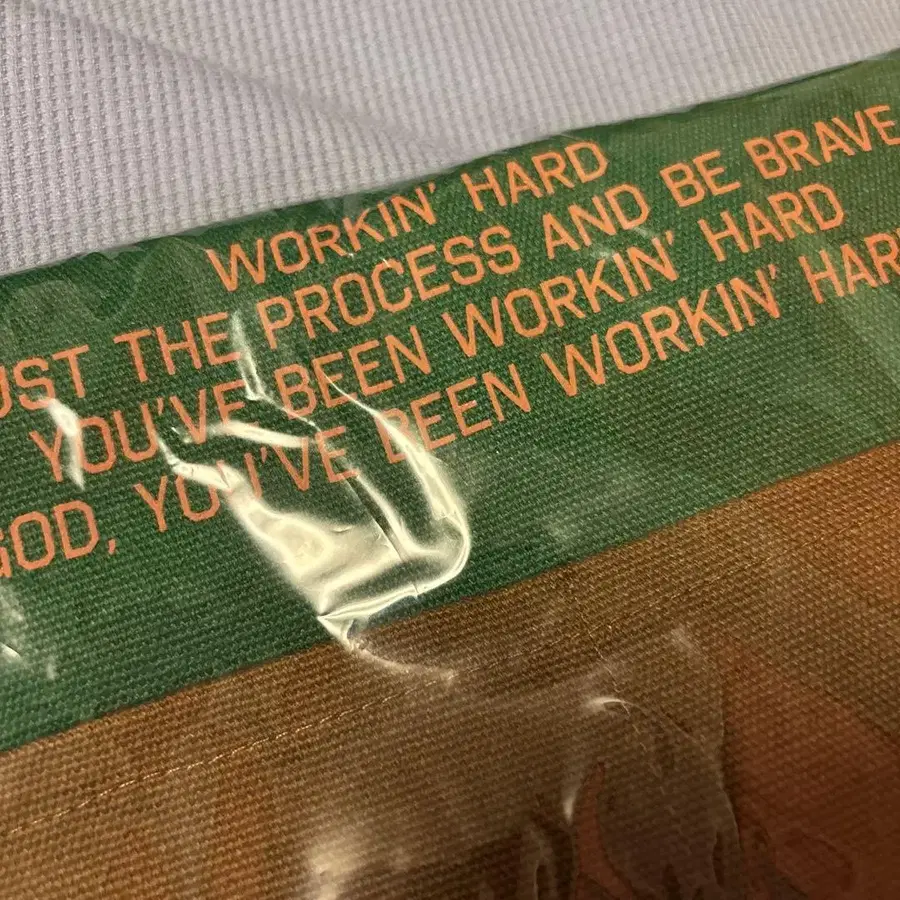 WORKIN' HARD
UST THE PROCESS AND BE BRAVE
YOU'VE BEEN WORKIN' HARD
GOD, YOU'VE BEEN WORKIN' HAR